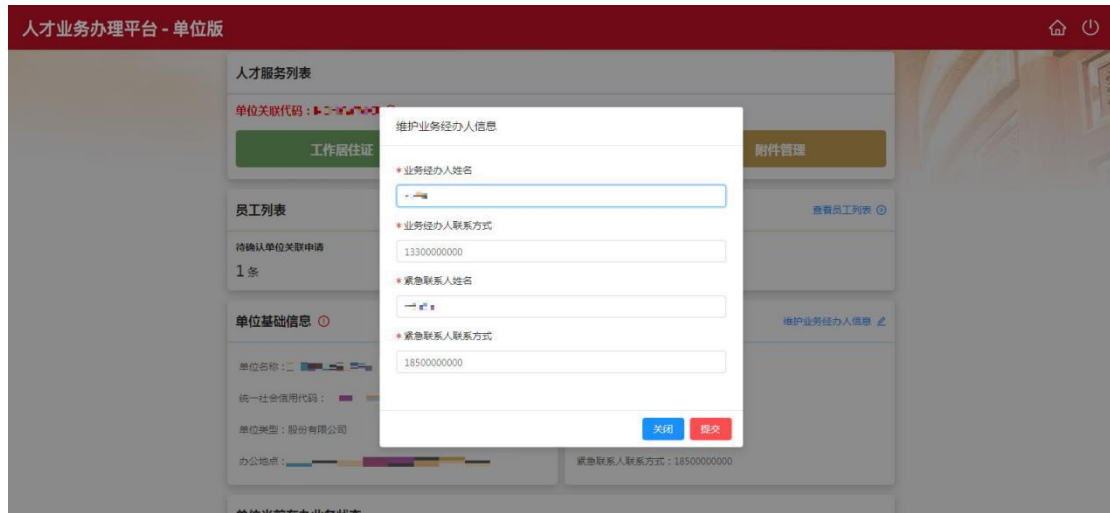 人才业务办理平台 - 单位版
人才服务列表
单位关联代码：
工作居住证
附件管理
员工列表
查看员工列表
待确认单位关联申请
1 条
单位基础信息
维护业务经办人信息
单位名称：
统一社会信用代码：
单位类型：股份有限公司
办公地点：
紧急联系人联系方式：18500000000
维护业务经办人信息
* 业务经办人姓名
* 业务经办人联系方式
13300000000
* 紧急联系人姓名
* 紧急联系人联系方式
18500000000
关闭
提交